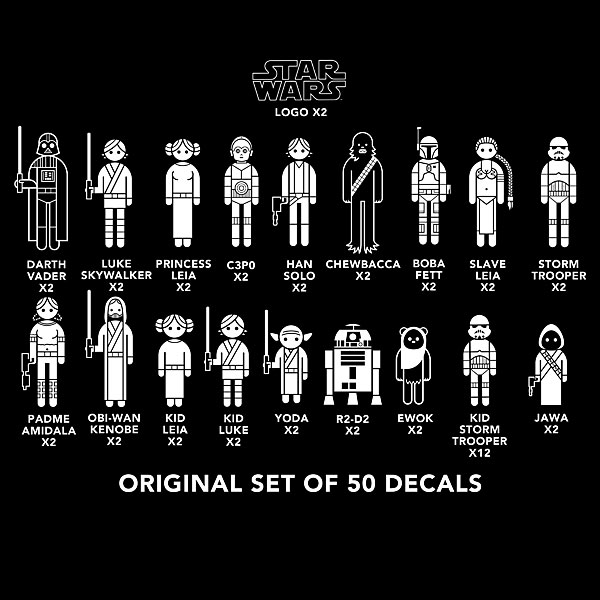 STAR
WARS
LOGO X2
DARTH
VADER
X2
LUKE
SKYWALKER
X2
PRINCESS
LEIA
X2
C3P0
X2
HAN
SOLO
X2
CHEWBACCA
X2
BOBA
FETT
X2
SLAVE
LEIA
X2
STORM
TROOPER
X2
PADME
AMIDALA
X2
OBI-WAN
KENOBE
X2
KID
LEIA
X2
KID
LUKE
X2
YODA
X2
R2-D2
X2
EWOK
X2
KID
STORM
TROOPER
X12
JAWA
X2
ORIGINAL SET OF 50 DECALS